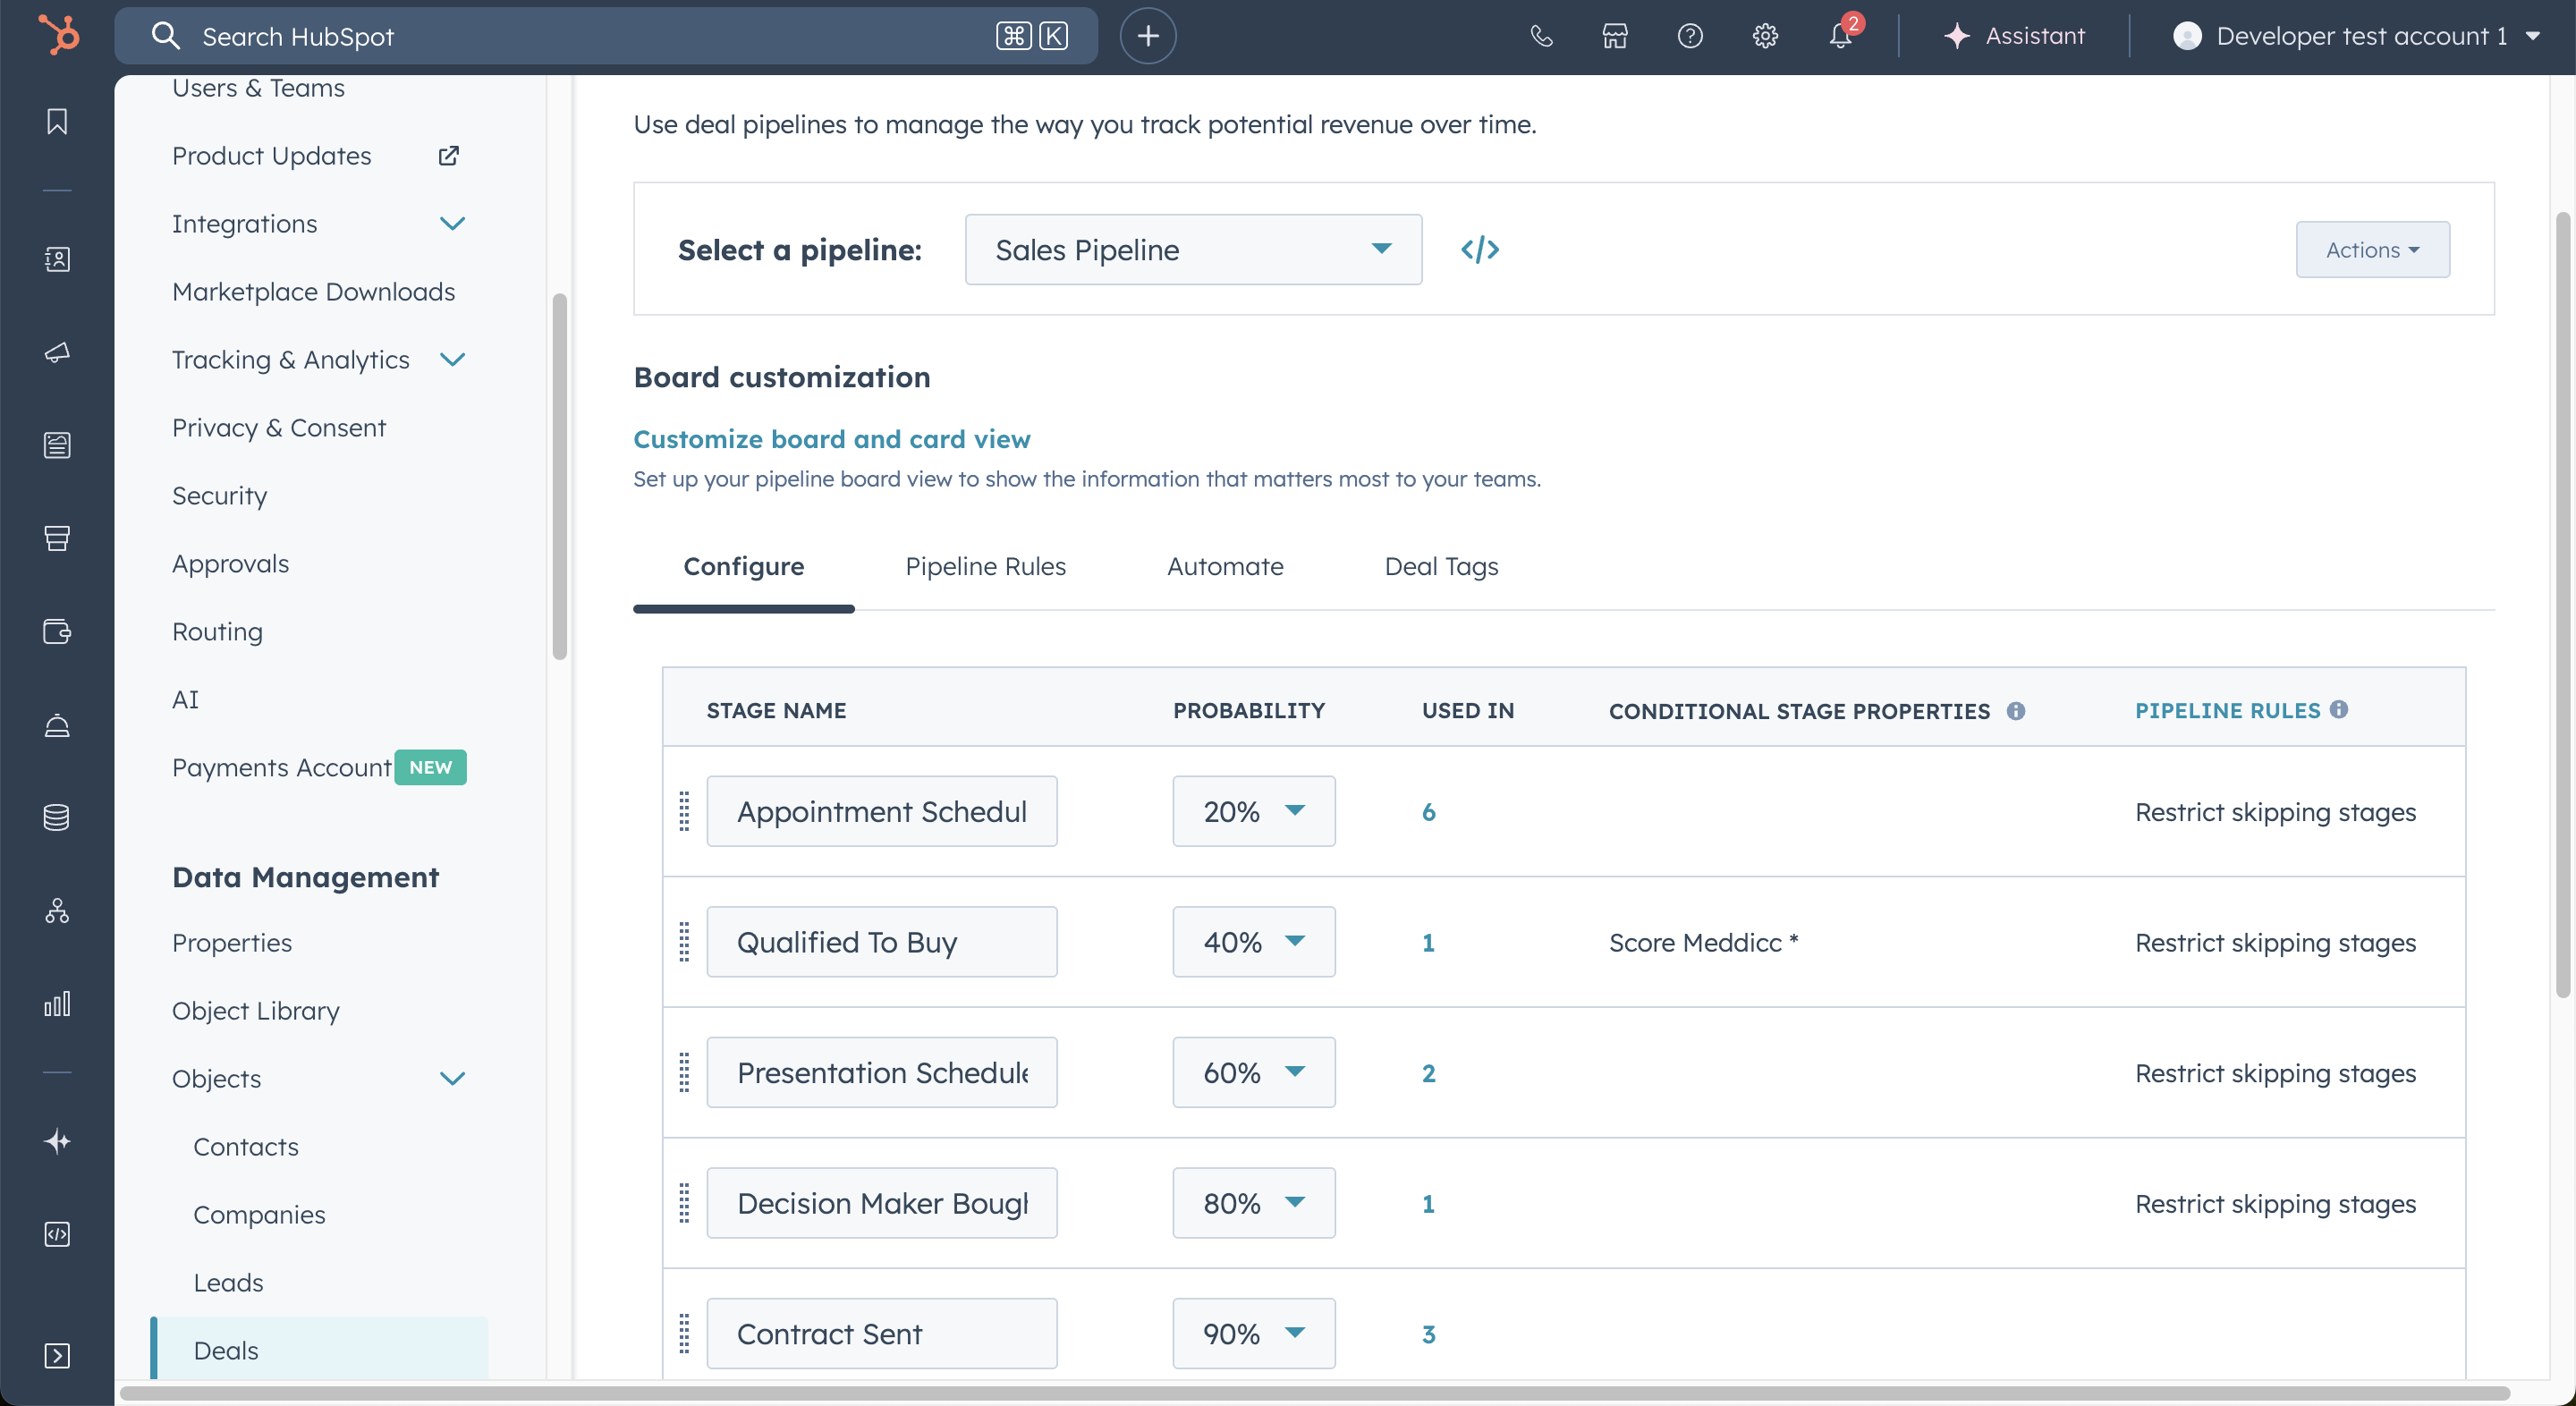 Search HubSpot
⌘ K
2
Assistant
Developer test account 1
Users & Teams
Product Updates
Integrations
Marketplace Downloads
Tracking & Analytics
Privacy & Consent
Security
Approvals
Routing
AI
Payments Account NEW
Data Management
Properties
Object Library
Objects
Contacts
Companies
Leads
Deals
Use deal pipelines to manage the way you track potential revenue over time.
Select a pipeline: Sales Pipeline </> Actions
Board customization
Customize board and card view
Set up your pipeline board view to show the information that matters most to your teams.
Configure Pipeline Rules Automate Deal Tags
STAGE NAME PROBABILITY USED IN CONDITIONAL STAGE PROPERTIES PIPELINE RULES
Appointment Schedul 20% 6 Restrict skipping stages
Qualified To Buy 40% 1 Score Meddicc * Restrict skipping stages
Presentation Schedule 60% 2 Restrict skipping stages
Decision Maker Bough 80% 1 Restrict skipping stages
Contract Sent 90% 3